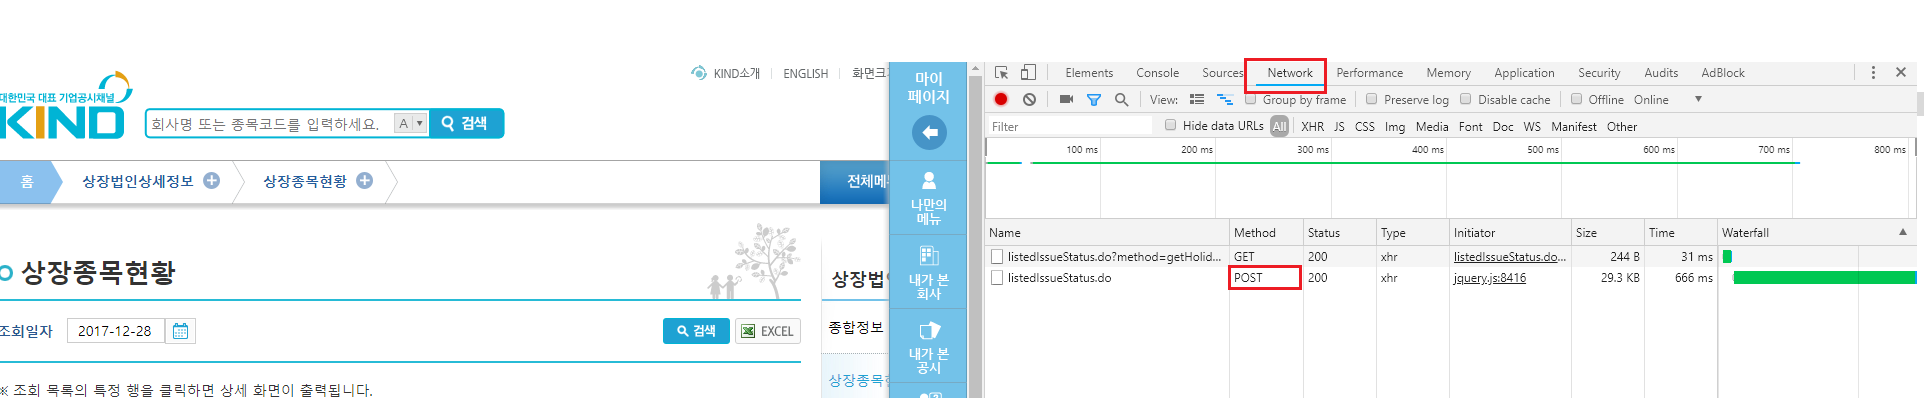 KIND소개 ENGLISH 화면크
대한민국 대표 기업공시채널
KIND
회사명 또는 종목코드를 입력하세요. A 검색
홈 상장법인상세정보 상장종목현황 전체메
상장종목현황
조회일자 2017-12-28 검색 EXCEL
※ 조회 목록의 특정 행을 클릭하면 상세 화면이 출력됩니다.
상장법
종합정보
상장종목
마이
페이지
나만의
메뉴
내가 본
회사
내가 본
공시
Elements Console Sources Network Performance Memory Application Security Audits AdBlock
View: Group by frame Preserve log Disable cache Offline Online
Filter Hide data URLs All XHR JS CSS Img Media Font Doc WS Manifest Other
100 ms 200 ms 300 ms 400 ms 500 ms 600 ms 700 ms 800 ms
Name Method Status Type Initiator Size Time Waterfall
listedIssueStatus.do?method=getHolid... GET 200 xhr listedIssueStatus.do... 244 B 31 ms
listedIssueStatus.do POST 200 xhr jquery.js:8416 29.3 KB 666 ms